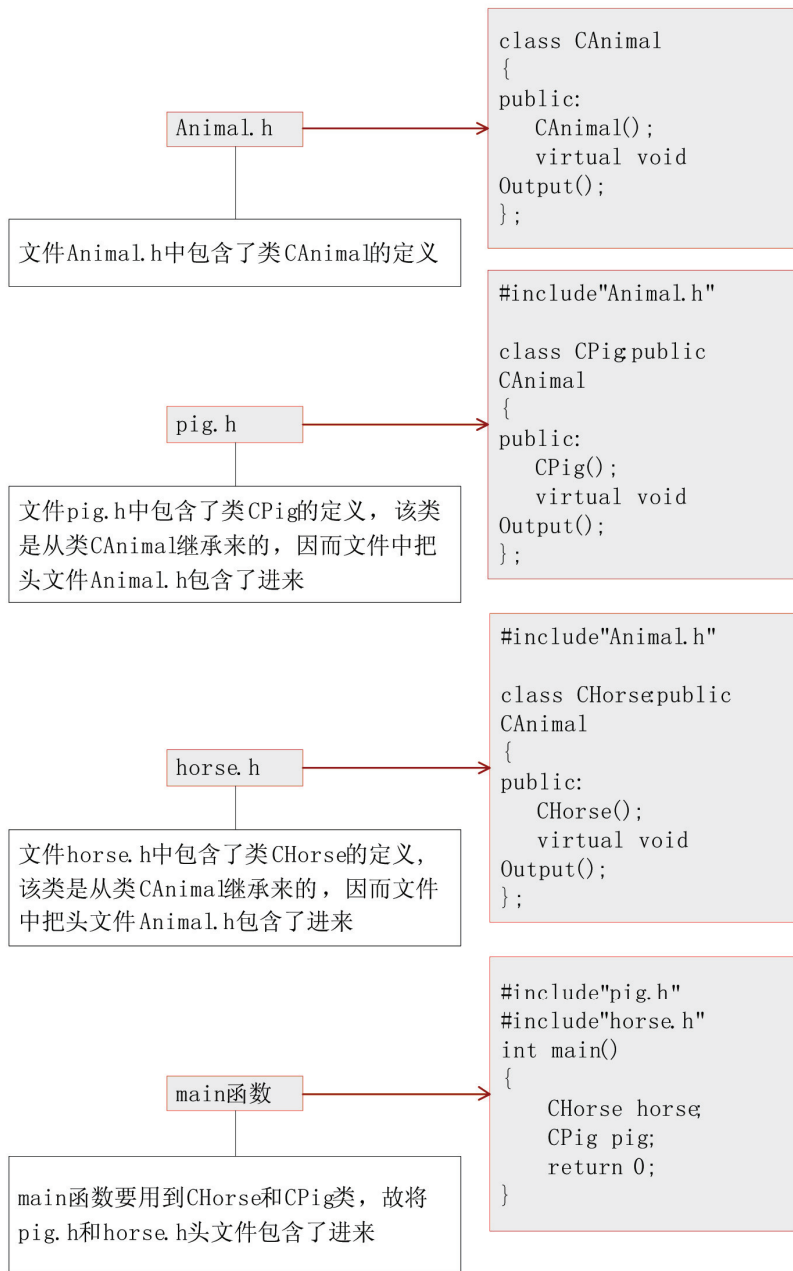 class CAnimal
{
public:
CAnimal();
virtual void
Output();
};
Animal.h
文件Animal.h中包含了类CAnimal的定义
#include"Animal.h"
class CPig:public
CAnimal
{
public:
CPig();
virtual void
Output();
};
pig.h
文件pig.h中包含了类CPig的定义，该类
是从类CAnimal继承来的，因而文件中把
头文件Animal.h包含了进来
#include"Animal.h"
class CHorse:public
CAnimal
{
public:
CHorse();
virtual void
Output();
};
horse.h
文件horse.h中包含了类CHorse的定义，
该类是从类CAnimal继承来的，因而文件
中把头文件Animal.h包含了进来
#include"pig.h"
#include"horse.h"
int main()
{
CHorse horse;
CPig pig;
return 0;
}
main函数
main函数要用到CHorse和CPig类，故将
pig.h和horse.h头文件包含了进来